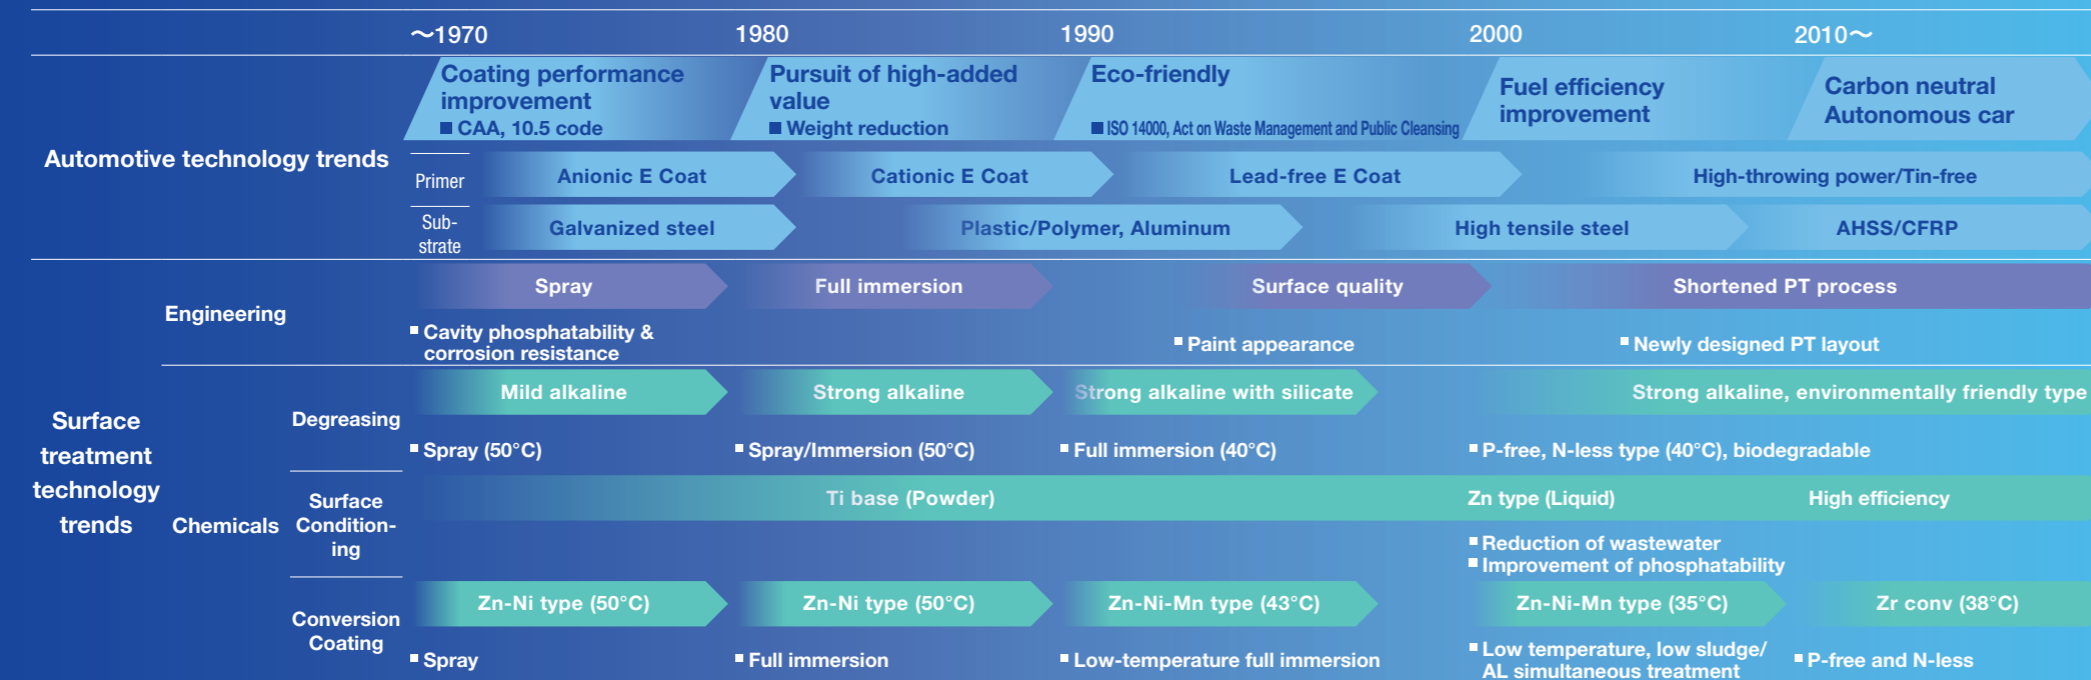 〜1970
1980
1990
2000
2010〜
Automotive technology trends
Coating performance
improvement
■ CAA, 10.5 code
Pursuit of high-added
value
■ Weight reduction
Eco-friendly
■ ISO 14000, Act on Waste Management and Public Cleansing
Fuel efficiency
improvement
Carbon neutral
Autonomous car
Primer
Anionic E Coat
Cationic E Coat
Lead-free E Coat
High-throwing power/Tin-free
Sub-
strate
Galvanized steel
Plastic/Polymer, Aluminum
High tensile steel
AHSS/CFRP
Surface
treatment
technology
trends
Engineering
Spray
Full immersion
Surface quality
Shortened PT process
■ Cavity phosphatability &
corrosion resistance
■ Paint appearance
■ Newly designed PT layout
Chemicals
Degreasing
Mild alkaline
Strong alkaline
Strong alkaline with silicate
Strong alkaline, environmentally friendly type
■ Spray (50°C)
■ Spray/Immersion (50°C)
■ Full immersion (40°C)
■ P-free, N-less type (40°C), biodegradable
Surface
Condition-
ing
Ti base (Powder)
Zn type (Liquid)
High efficiency
■ Reduction of wastewater
■ Improvement of phosphatability
Conversion
Coating
Zn-Ni type (50°C)
Zn-Ni type (50°C)
Zn-Ni-Mn type (43°C)
Zn-Ni-Mn type (35°C)
Zr conv (38°C)
■ Spray
■ Full immersion
■ Low-temperature full immersion
■ Low temperature, low sludge/
AL simultaneous treatment
■ P-free and N-less